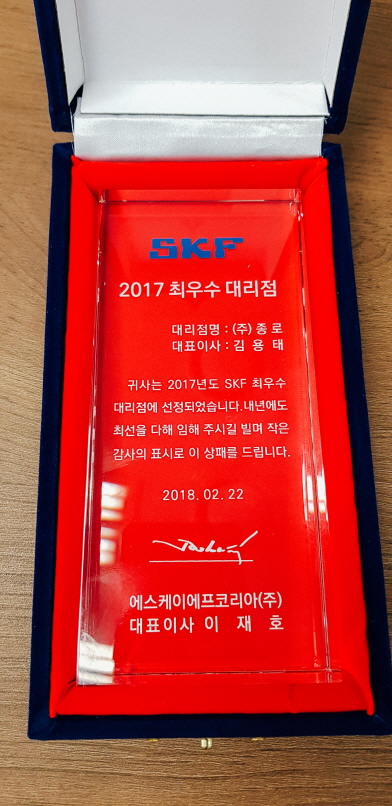 SKF
2017 최우수 대리점
대리점명 : (주) 종 로
대표이사 : 김 용 태
귀사는 2017년도 SKF 최우수
대리점에 선정되었습니다.내년에도
최선을 다해 임해 주시길 빌며 작은
감사의 표시로 이 상패를 드립니다.
2018. 02. 22
에스케이에프코리아(주)
대표이사 이 재 호